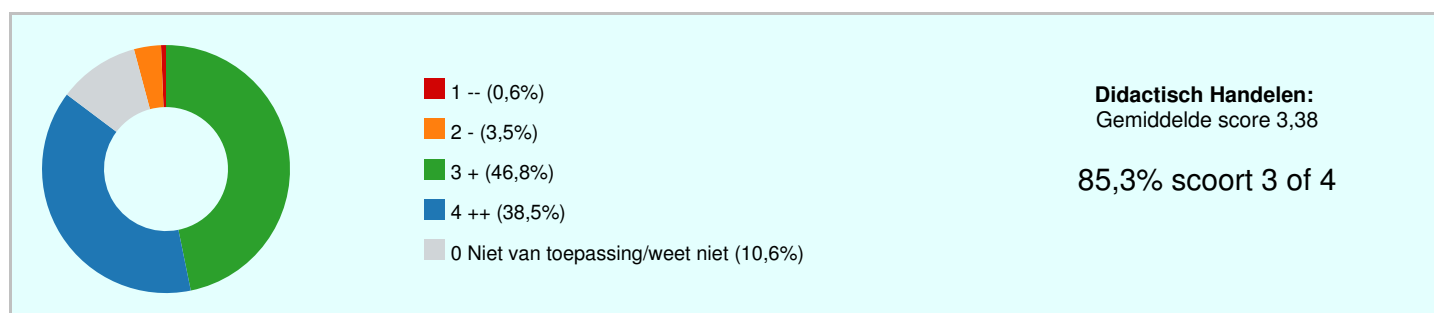 1 -- (0,6%)
2 - (3,5%)
3 + (46,8%)
4 ++ (38,5%)
0 Niet van toepassing/weet niet (10,6%)
Didactisch Handelen:
Gemiddelde score 3,38
85,3% scoort 3 of 4